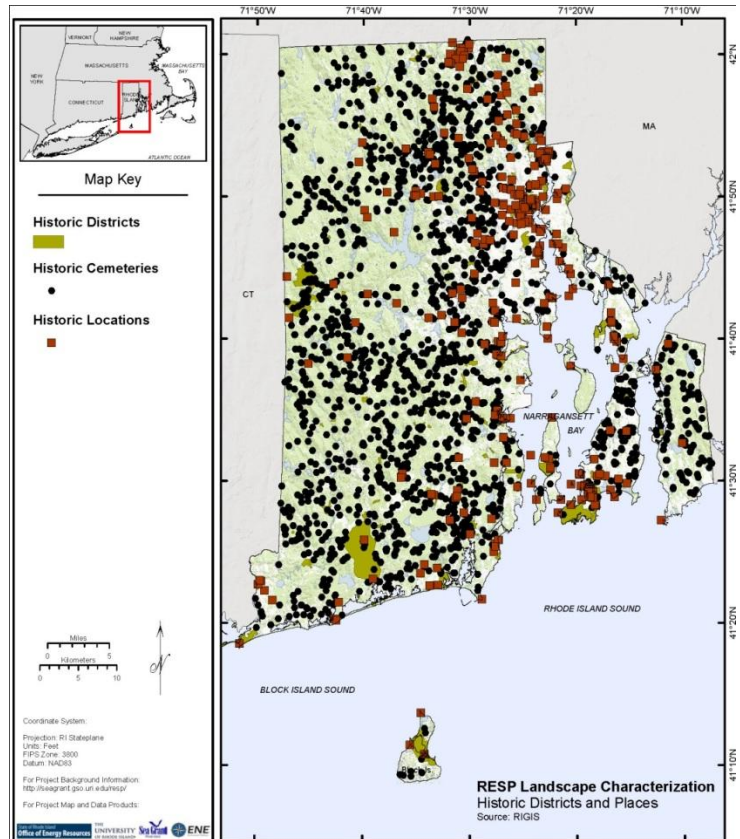 VERMONT
NEW
HAMPSHIRE
MASSACHUSETTS
MASSACHUSETTS
BAY
NEW
YORK
CONNECTICUT
RHODE
ISLAND
ATLANTIC OCEAN
Map Key
Historic Districts
Historic Cemeteries
Historic Locations
Miles
Kilometers
0 5 10
N
Coordinate System:
Projection: RI Stateplane
Units: Feet
FIPS Zone: 3800
Datum: NAD83
For Project Background Information:
http://seagrant.gso.uri.edu/resp/
For Project Map and Data Products:
Office of Energy Resources
THE
UNIVERSITY
OF RHODE ISLAND
Sea Grant
ENE
71°50'W 71°40'W 71°30'W 71°20'W 71°10'W
42°N
41°50'N
41°40'N
41°30'N
41°20'N
41°10'N
MA
CT
NARRAGANSETT
BAY
RHODE ISLAND SOUND
BLOCK ISLAND SOUND
RESP Landscape Characterization
Historic Districts and Places
Source: RIGIS